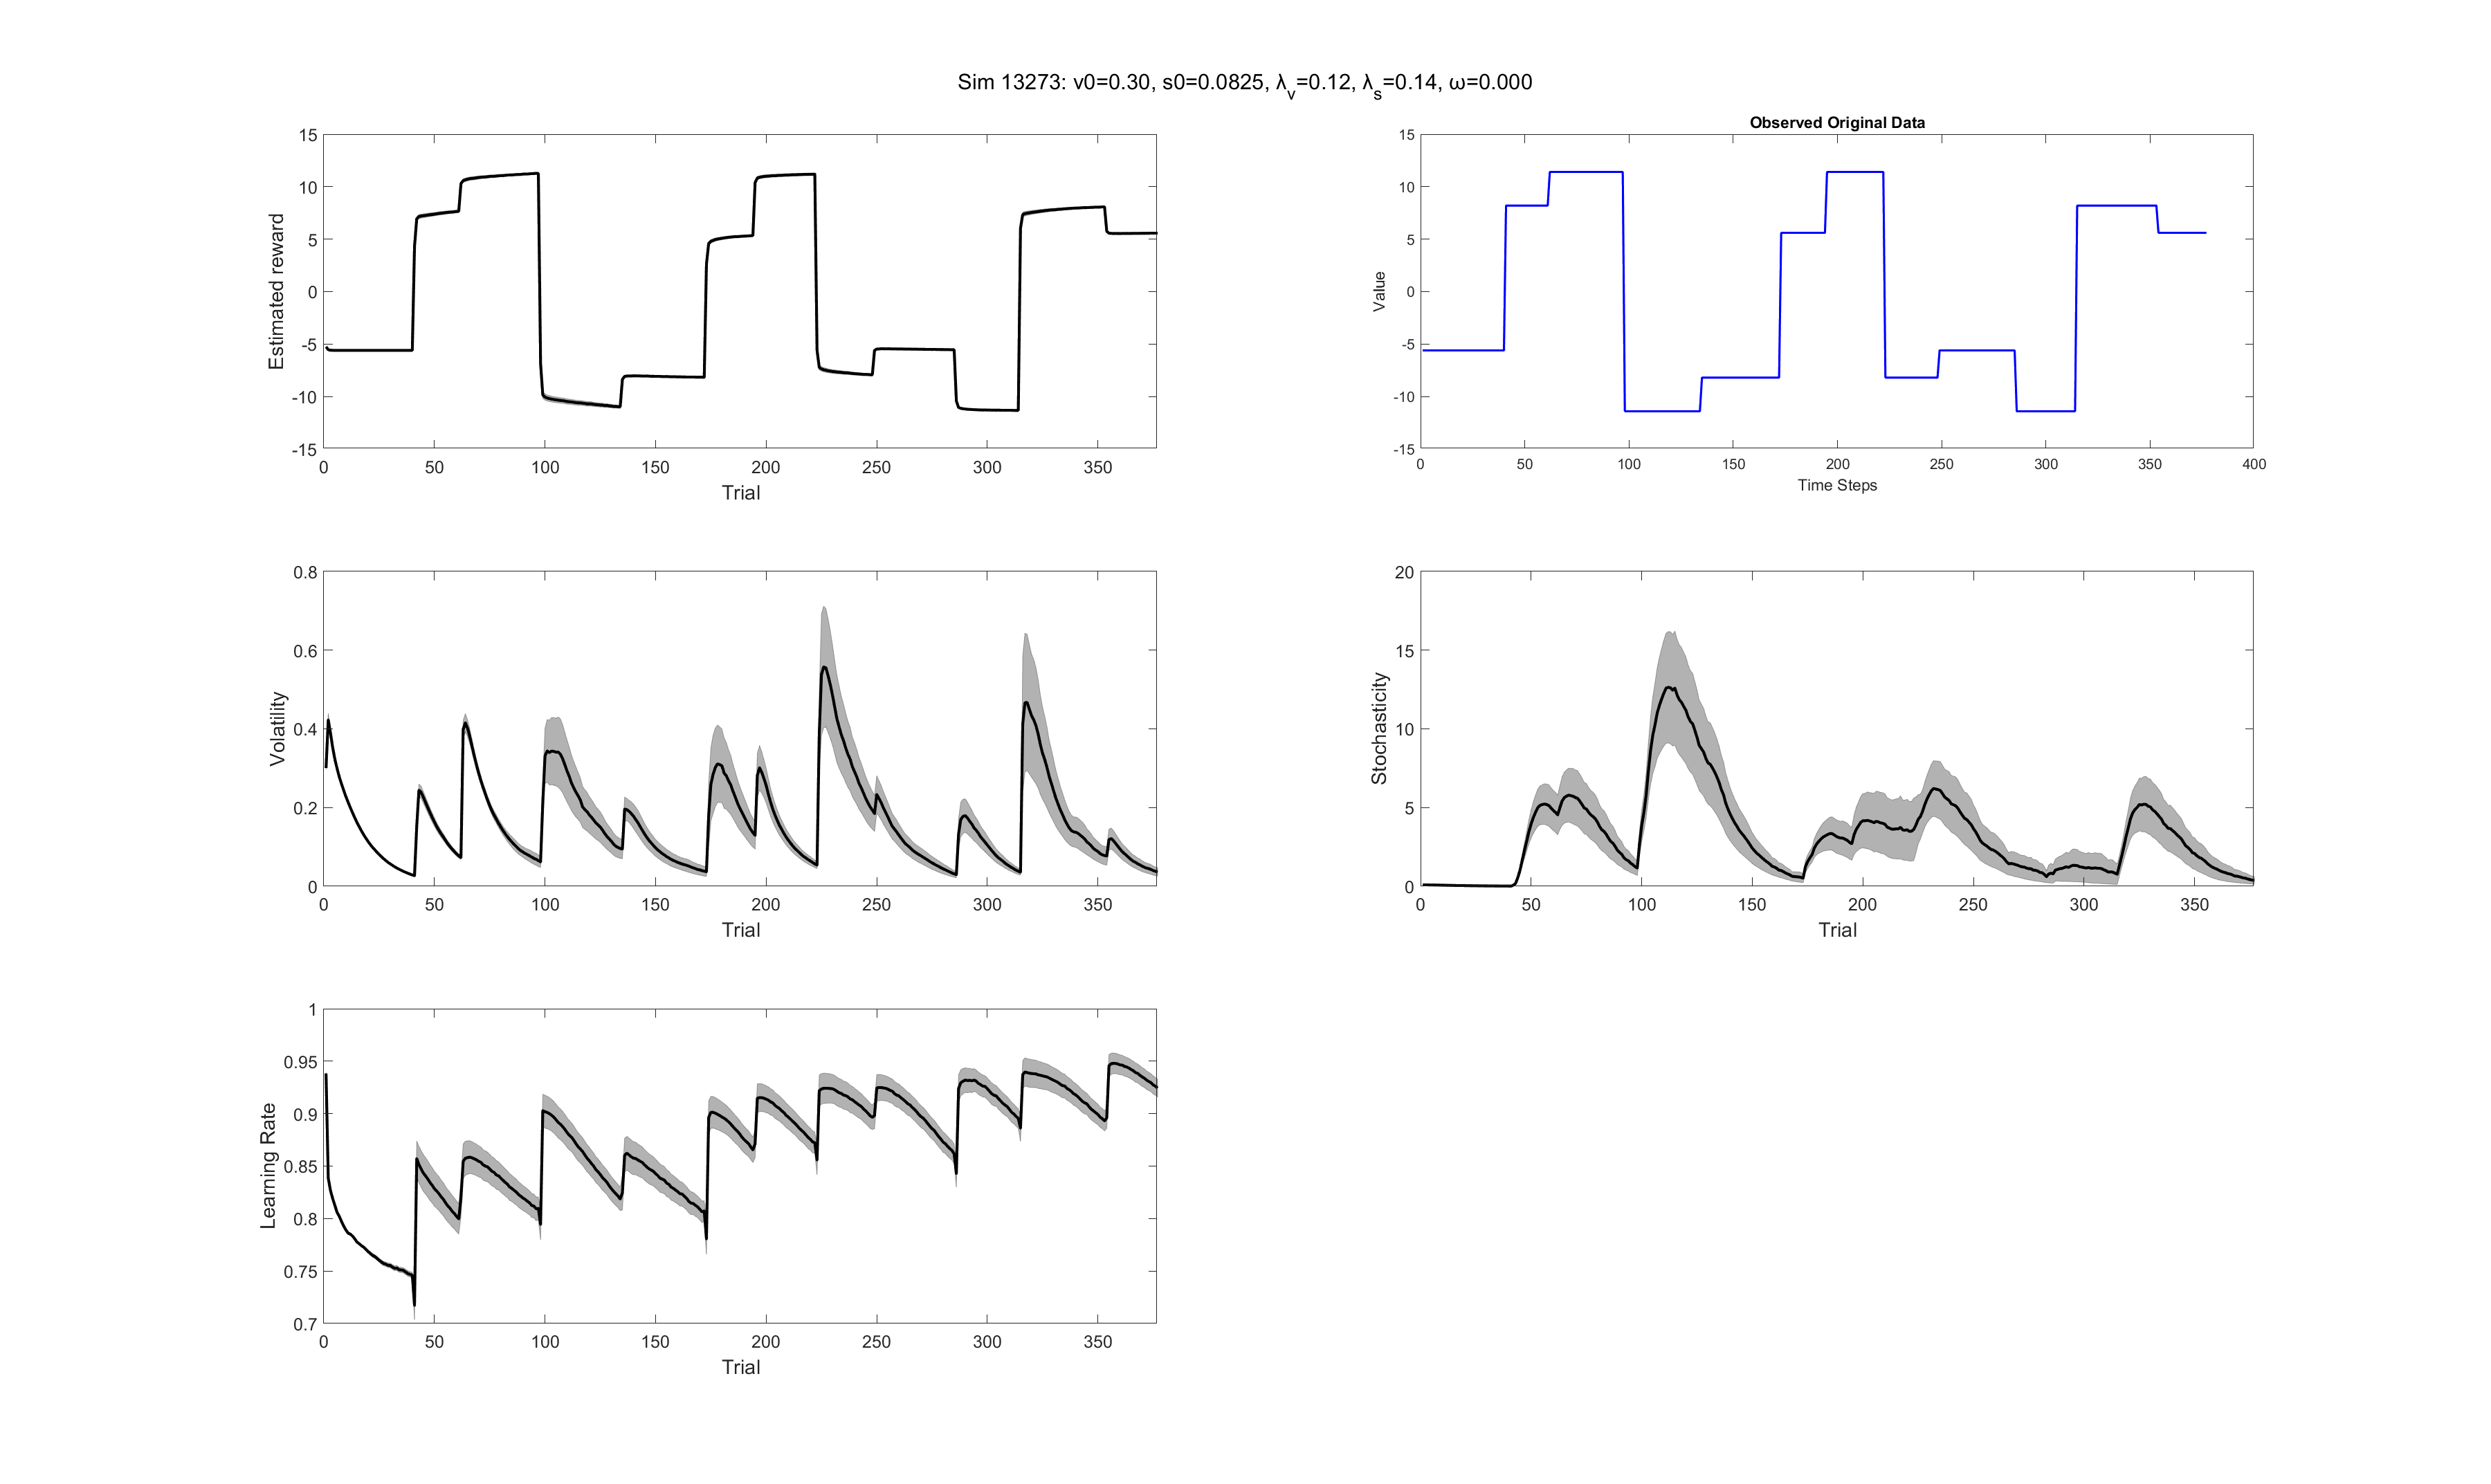 Sim 13273: v0=0.30, s0=0.0825, λv=0.12, λs=0.14, ω=0.000
15
10
5
0
-5
-10
-15
Estimated reward
0 50 100 150 200 250 300 350
Trial
Observed Original Data
15
10
5
0
-5
-10
-15
Value
0 50 100 150 200 250 300 350 400
Time Steps
0.8
0.6
0.4
0.2
0
Volatility
0 50 100 150 200 250 300 350
Trial
20
15
10
5
0
Stochasticity
0 50 100 150 200 250 300 350
Trial
1
0.95
0.9
0.85
0.8
0.75
0.7
Learning Rate
0 50 100 150 200 250 300 350
Trial